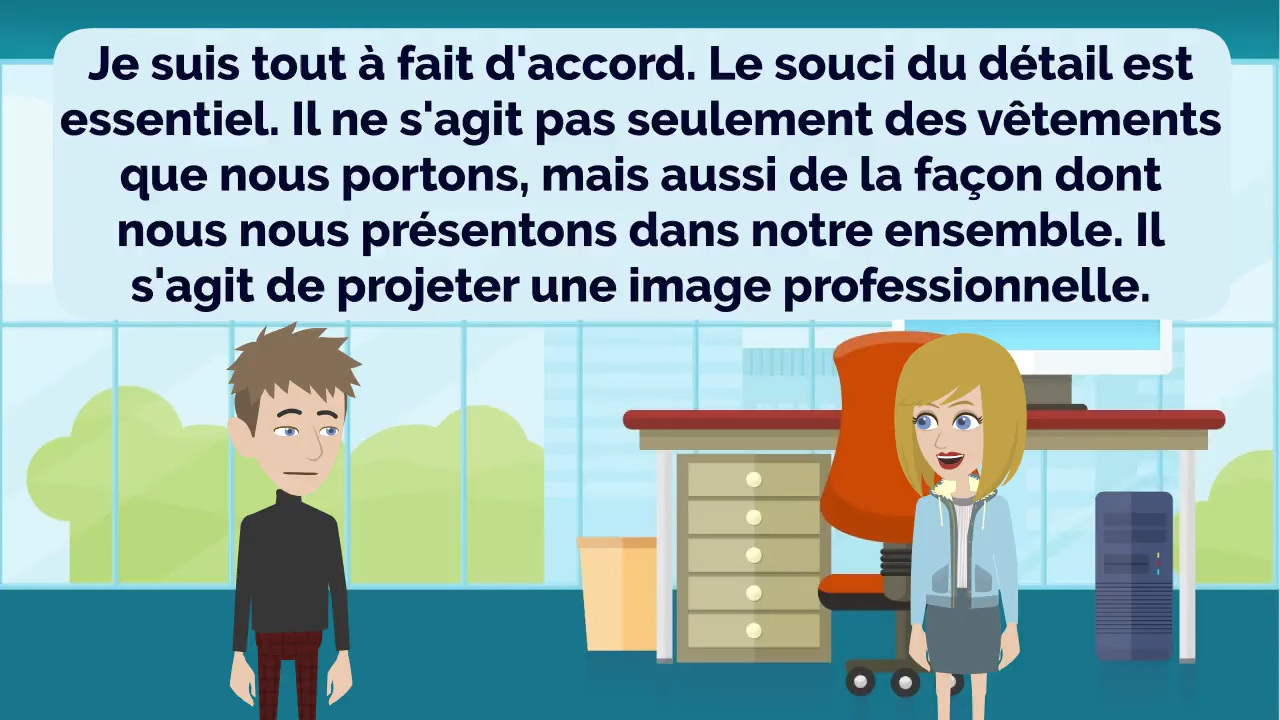 Je suis tout à fait d'accord. Le souci du détail est
essentiel. Il ne s'agit pas seulement des vêtements
que nous portons, mais aussi de la façon dont
nous nous présentons dans notre ensemble. Il
s'agit de projeter une image professionnelle.